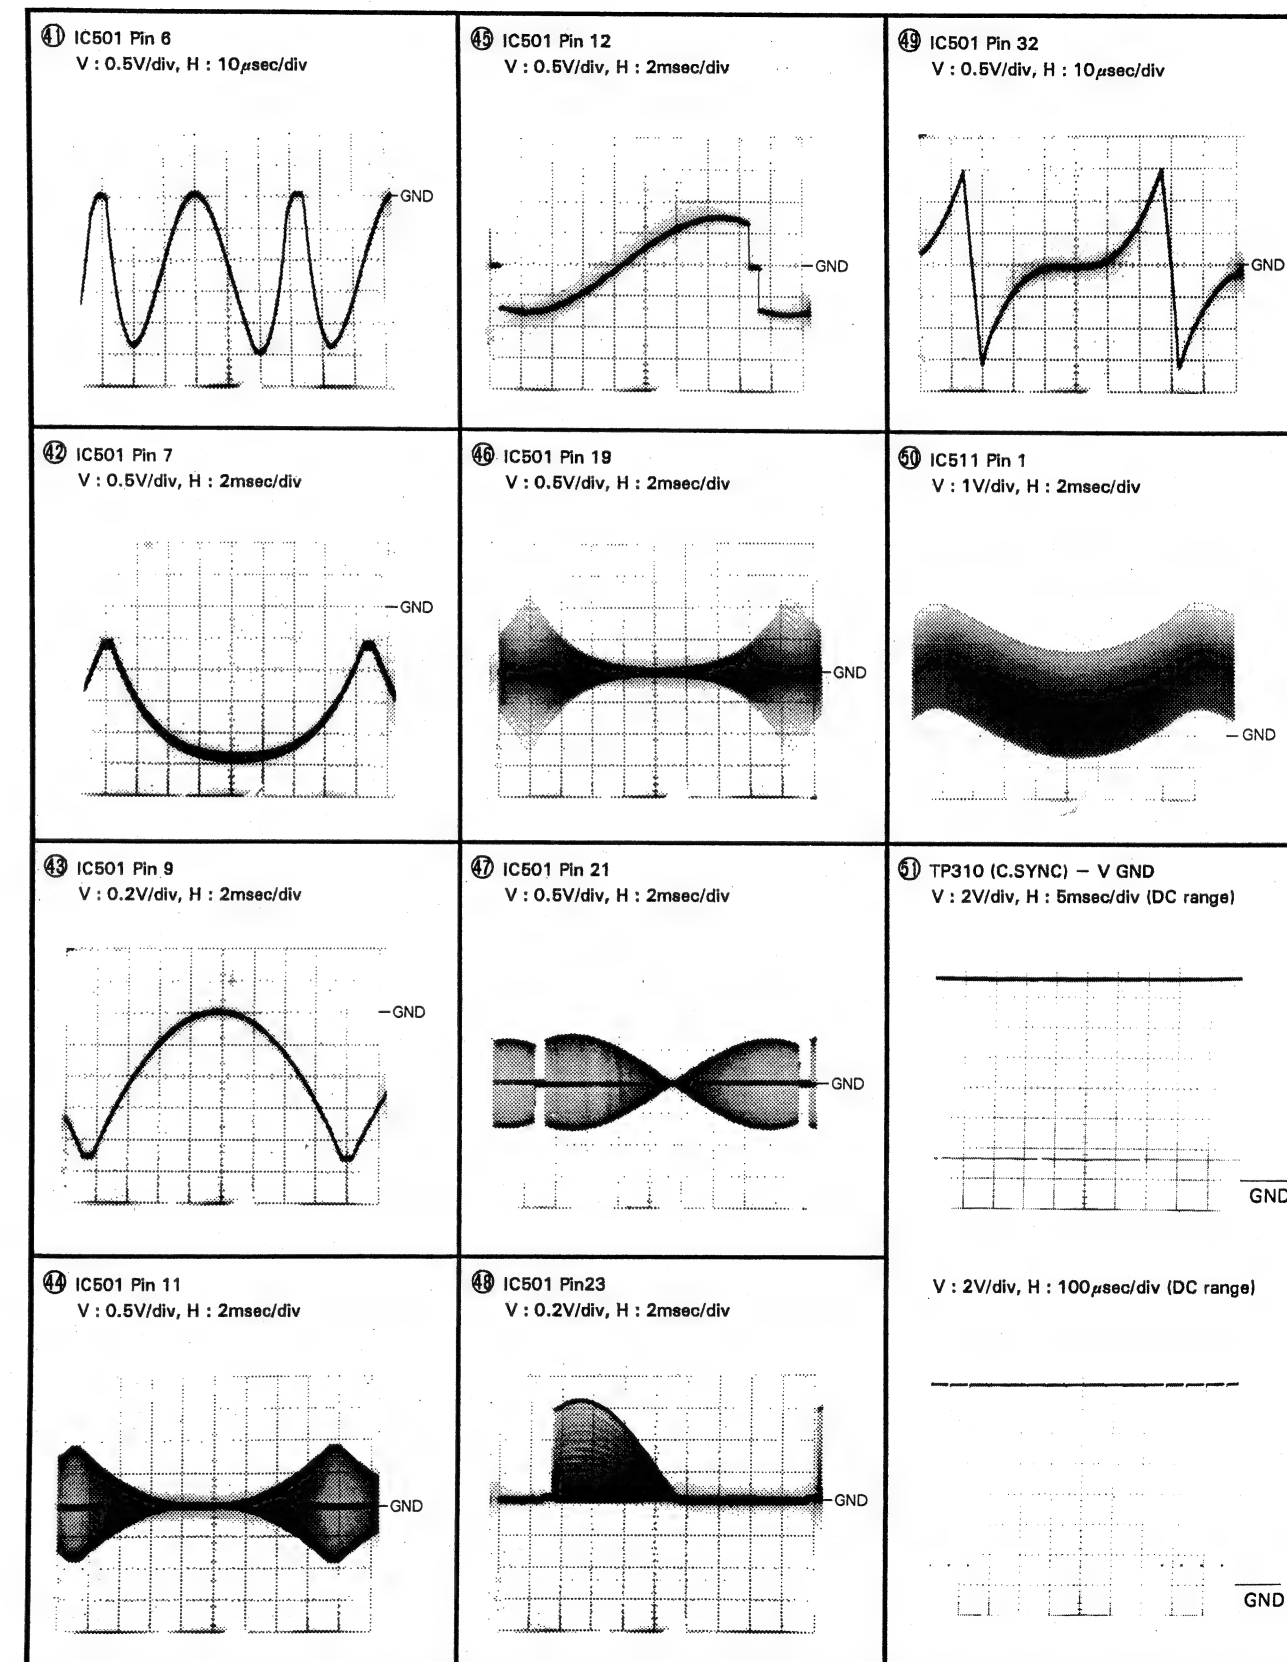 ㊶ IC501 Pin 6
V : 0.5V/div, H : 10μsec/div
GND
㊷ IC501 Pin 7
V : 0.5V/div, H : 2msec/div
GND
㊸ IC501 Pin 9
V : 0.2V/div, H : 2msec/div
GND
㊹ IC501 Pin 11
V : 0.5V/div, H : 2msec/div
GND
㊺ IC501 Pin 12
V : 0.5V/div, H : 2msec/div
GND
㊻ IC501 Pin 19
V : 0.5V/div, H : 2msec/div
GND
㊼ IC501 Pin 21
V : 0.5V/div, H : 2msec/div
GND
㊽ IC501 Pin23
V : 0.2V/div, H : 2msec/div
GND
㊾ IC501 Pin 32
V : 0.5V/div, H : 10μsec/div
GND
㊿ IC511 Pin 1
V : 1V/div, H : 2msec/div
GND
51 TP310 (C.SYNC) – V GND
V : 2V/div, H : 5msec/div (DC range)
GND
V : 2V/div, H : 100μsec/div (DC range)
GND